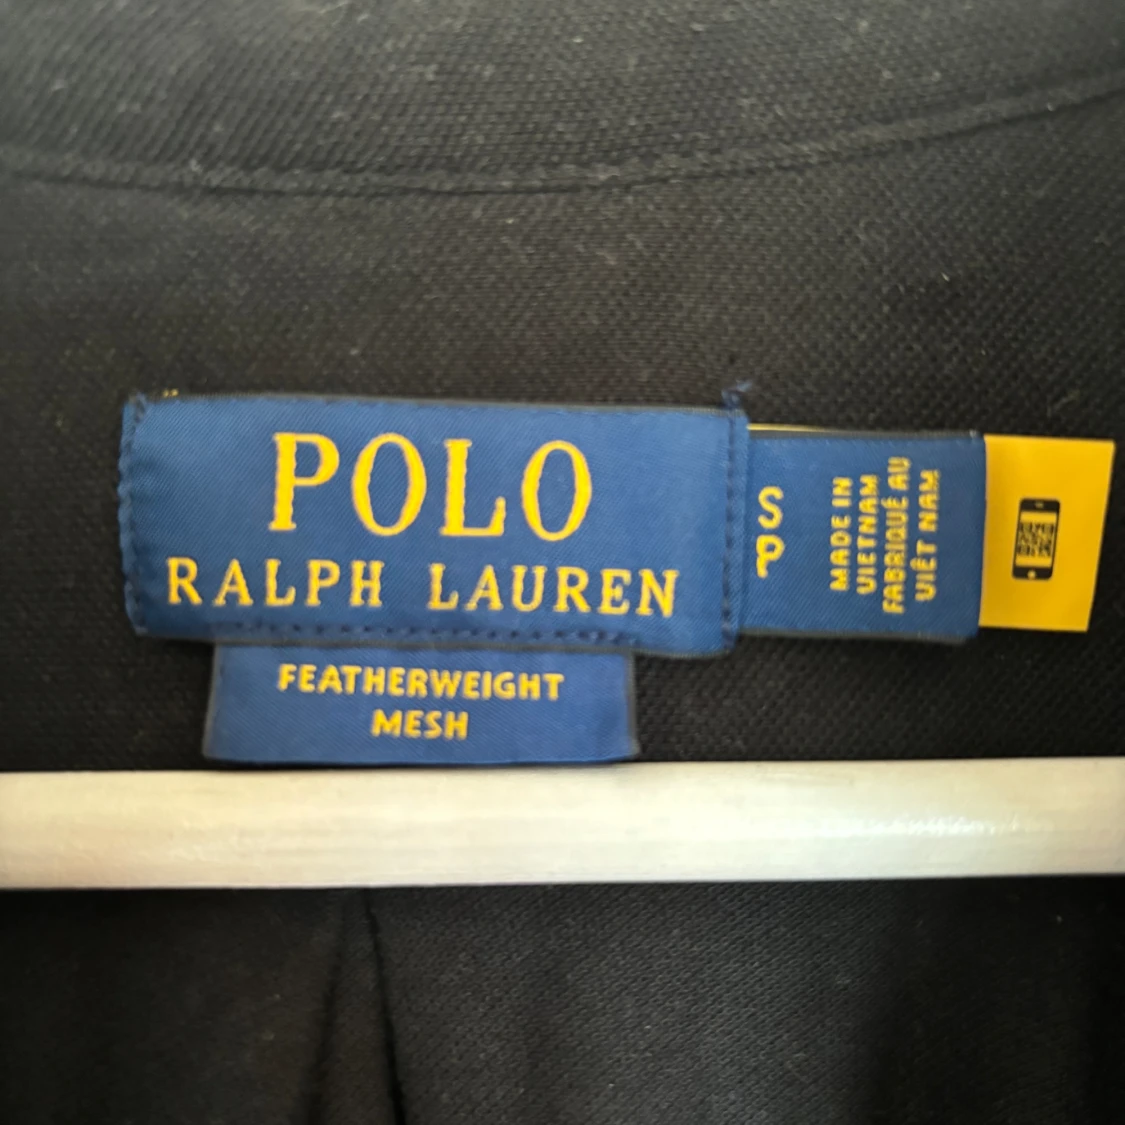 POLO
RALPH LAUREN
FEATHERWEIGHT
MESH
S
P
MADE IN
VIETNAM
FABRIQUÉ AU
VIÊT NAM